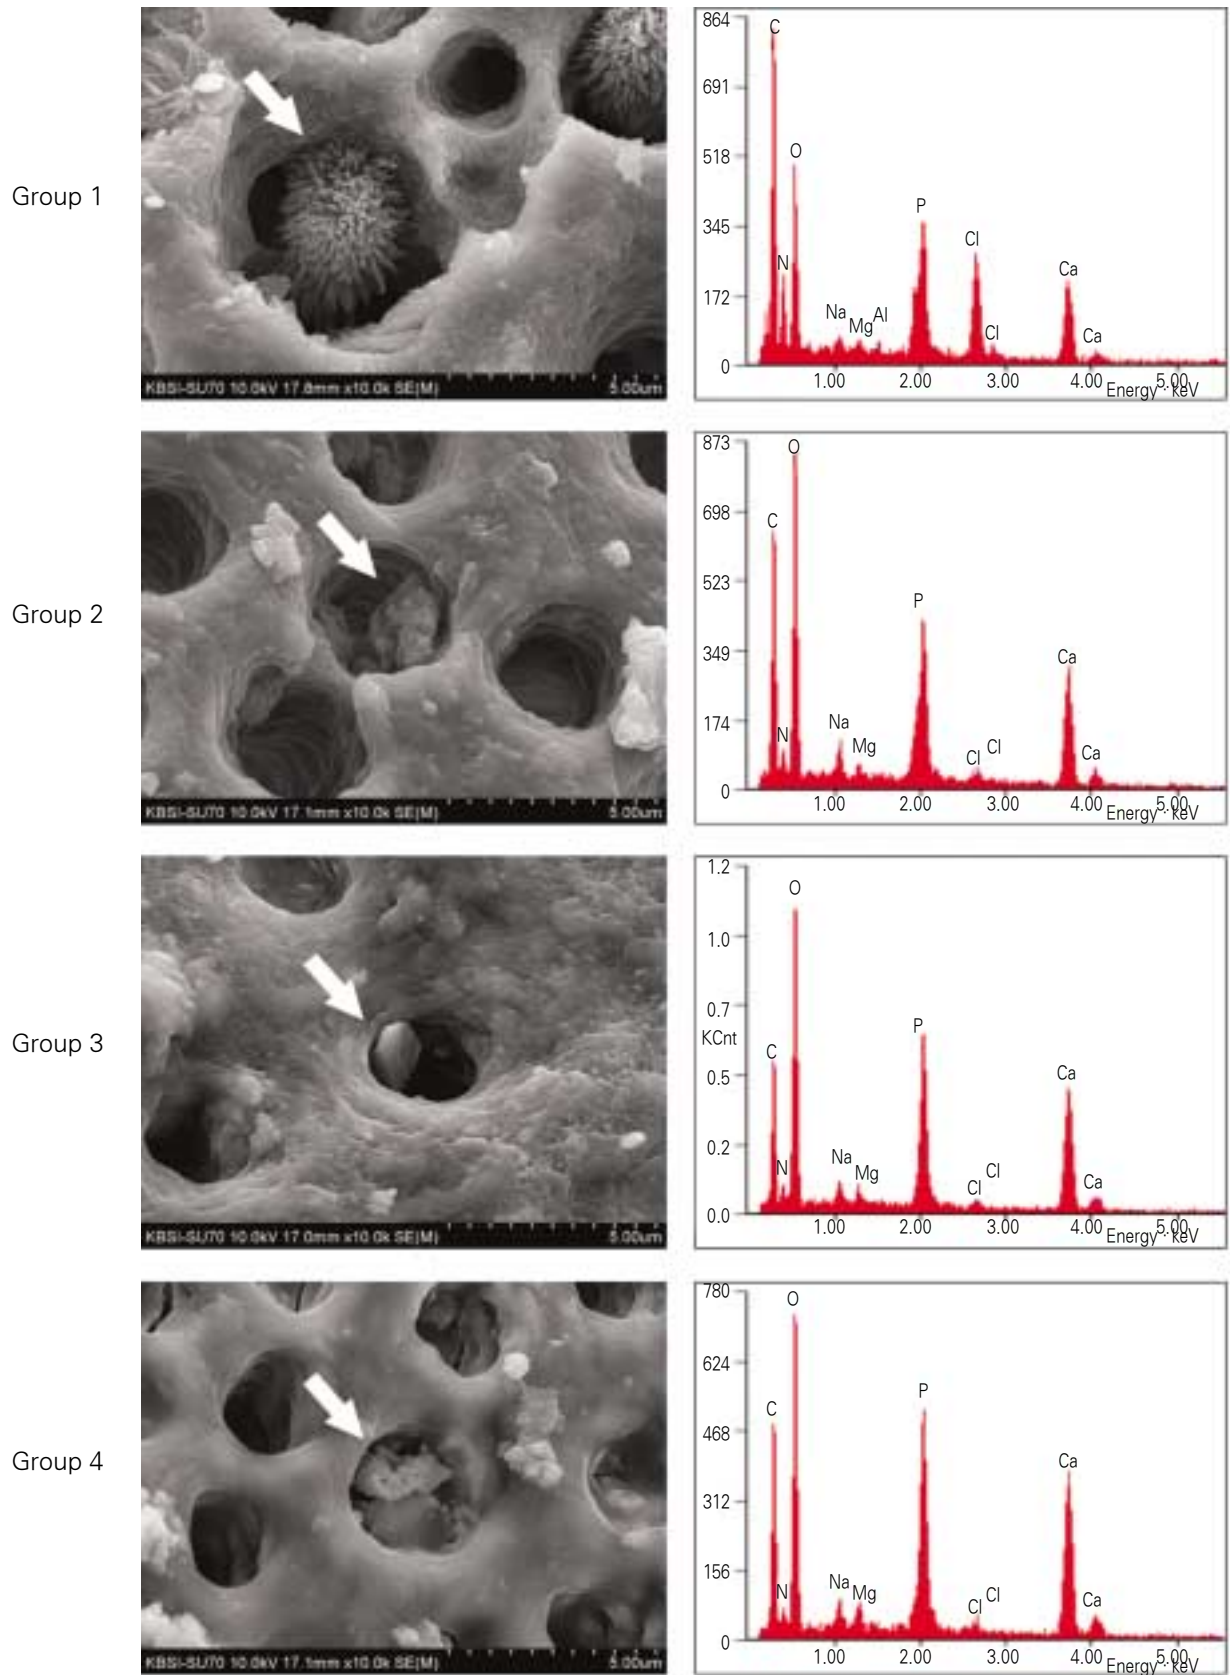 Group 1
KBSI-SU70 10.0kV 17.8mm x10.0k SE(M) 5.00um
864
691
518
345
172
0
C
O
N
Na
Mg
Al
P
Cl
Cl
Ca
Ca
1.00 2.00 3.00 4.00 5.00
Energy · keV
Group 2
KBSI-SU70 10.0kV 17.1mm x10.0k SE(M) 5.00um
873
698
523
349
174
0
O
C
N
Na
Mg
P
Cl
Cl
Ca
Ca
1.00 2.00 3.00 4.00 5.00
Energy · keV
Group 3
KBSI-SU70 10.0kV 17.0mm x10.0k SE(M) 5.00um
1.2
1.0
0.7
KCnt
0.5
0.2
0.0
O
C
N
Na
Mg
P
Cl
Cl
Ca
Ca
1.00 2.00 3.00 4.00 5.00
Energy · keV
Group 4
KBSI-SU70 10.0kV 17.1mm x10.0k SE(M) 5.00um
780
624
468
312
156
0
O
C
N
Na
Mg
P
Cl
Cl
Ca
Ca
1.00 2.00 3.00 4.00 5.00
Energy · keV